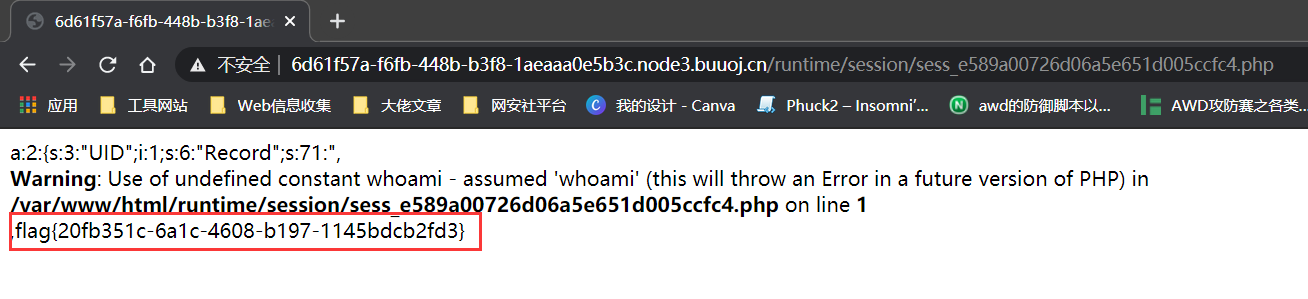 6d61f57a-f6fb-448b-b3f8-1aea
不安全 | 6d61f57a-f6fb-448b-b3f8-1aeaaa0e5b3c.node3.buuoj.cn/runtime/session/sess_e589a00726d06a5e651d005ccfc4.php
应用 工具网站 Web信息收集 大佬文章 网安社平台 我的设计 - Canva Phuck2 – Insomni'... awd的防御脚本以... AWD攻防赛之各类...
a:2:{s:3:"UID";i:1;s:6:"Record";s:71:",
Warning: Use of undefined constant whoami - assumed 'whoami' (this will throw an Error in a future version of PHP) in
/var/www/html/runtime/session/sess_e589a00726d06a5e651d005ccfc4.php on line 1
,flag{20fb351c-6a1c-4608-b197-1145bdcb2fd3}